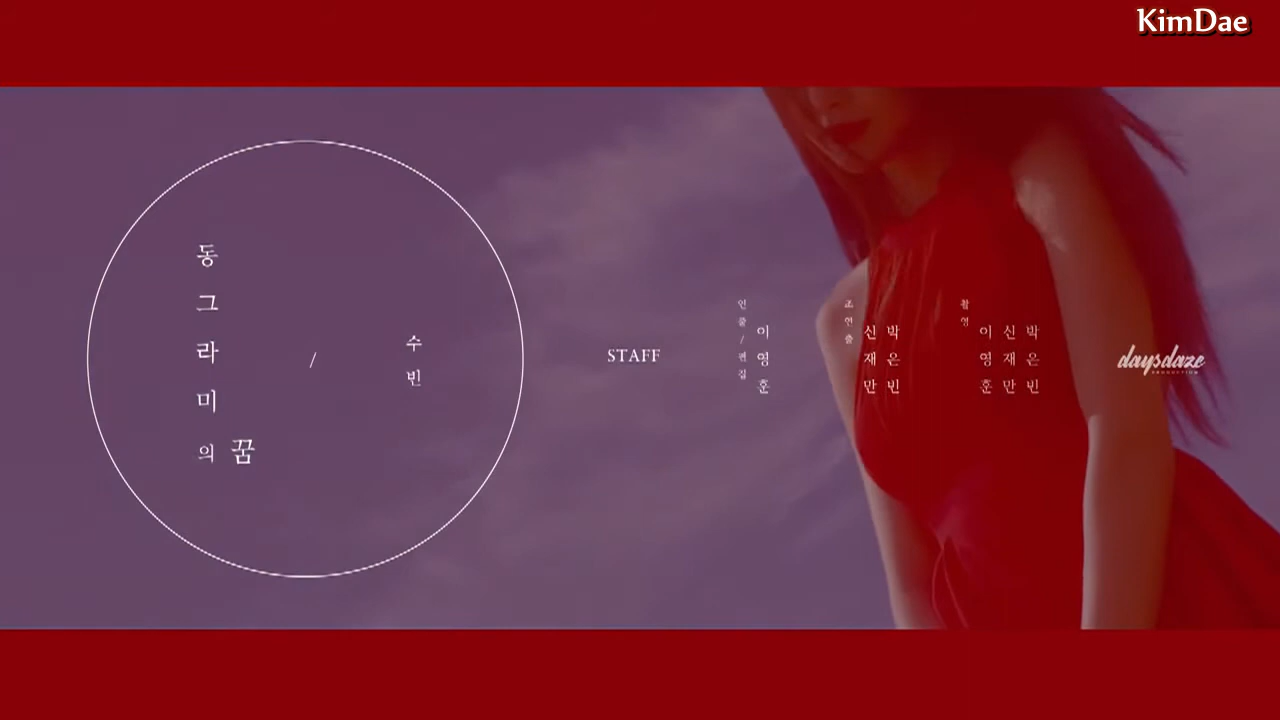 KimDae
동그라미의 꿈
/
수빈
STAFF
연출/편집
이영훈
조연출
신재만
박은빈
촬영
이영훈
신재만
박은빈
daysdaze
PRODUCTION